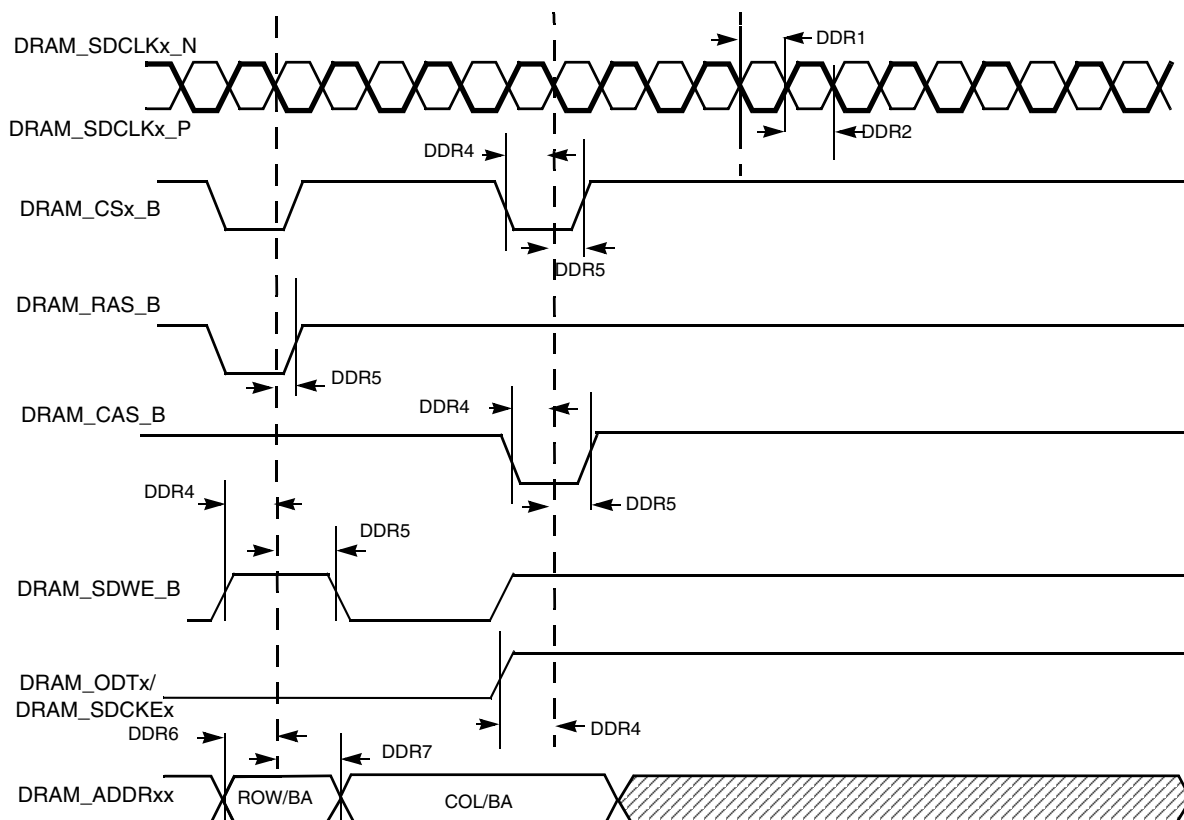 DRAM_SDCLKx_N
DDR1
DRAM_SDCLKx_P
DDR2
DDR4
DRAM_CSx_B
DDR5
DRAM_RAS_B
DDR5
DRAM_CAS_B
DDR4
DDR4
DDR5
DDR5
DRAM_SDWE_B
DRAM_ODTx/
DRAM_SDCKEx
DDR4
DDR6
DDR7
DRAM_ADDRxx
ROW/BA
COL/BA